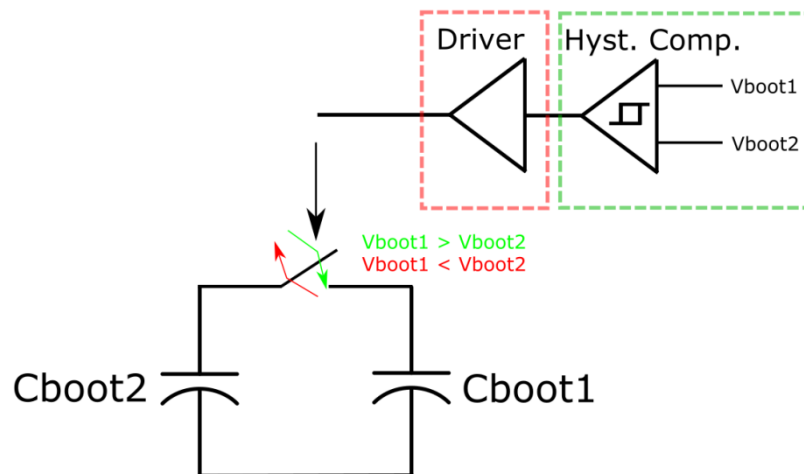 Driver
Hyst. Comp.
Vboot1
Vboot2
Vboot1 > Vboot2
Vboot1 < Vboot2
Cboot2
Cboot1